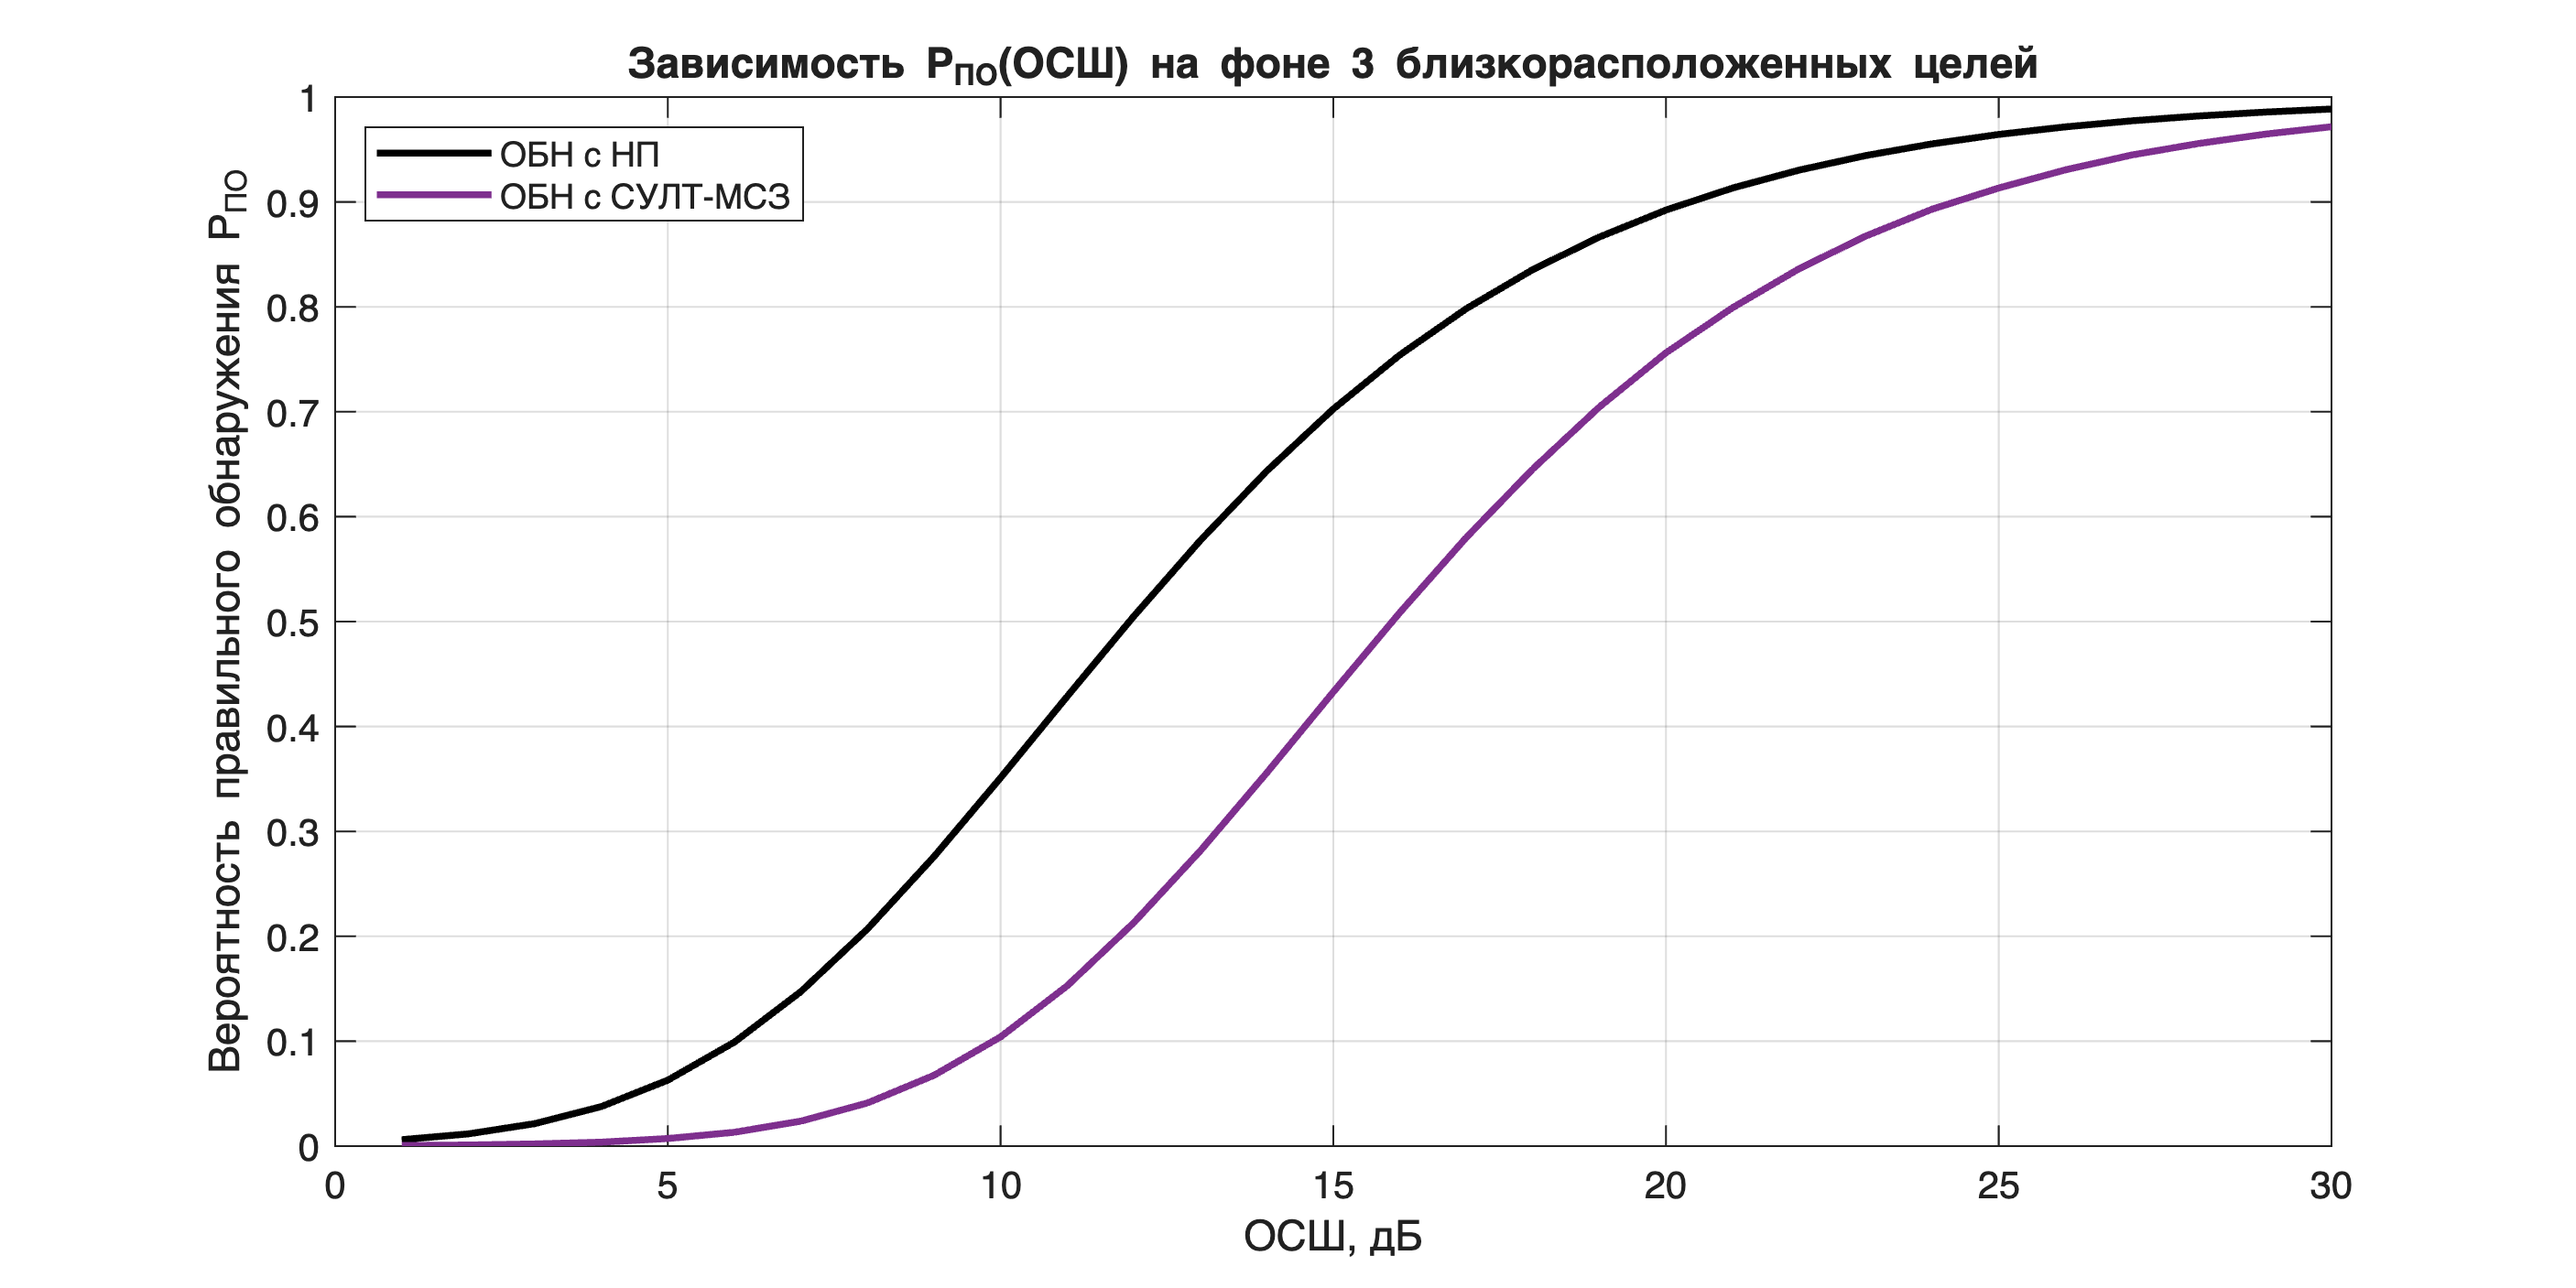 Зависимость PПО(ОСШ) на фоне 3 близкорасположенных целей
ОБН с НП
ОБН с СУЛТ-МСЗ
Вероятность правильного обнаружения PПО
1
0.9
0.8
0.7
0.6
0.5
0.4
0.3
0.2
0.1
0
0 5 10 15 20 25 30
ОСШ, дБ